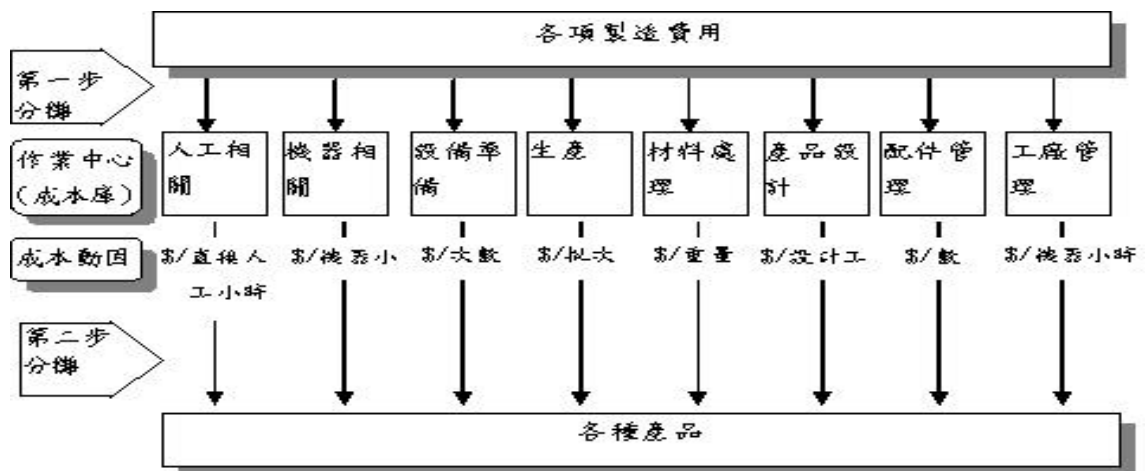 各項製造費用
第一步
分攤
作業中心
(成本庫)
人工相
關
機器相
關
設備準
備
生產
材料處
理
產品設
計
配件管
理
工廠管
理
成本動因
$/直接人
工小時
$/機器小
$/次數
$/批次
$/重量
$/設計工
$/數
$/機器小時
第二步
分攤
各種產品